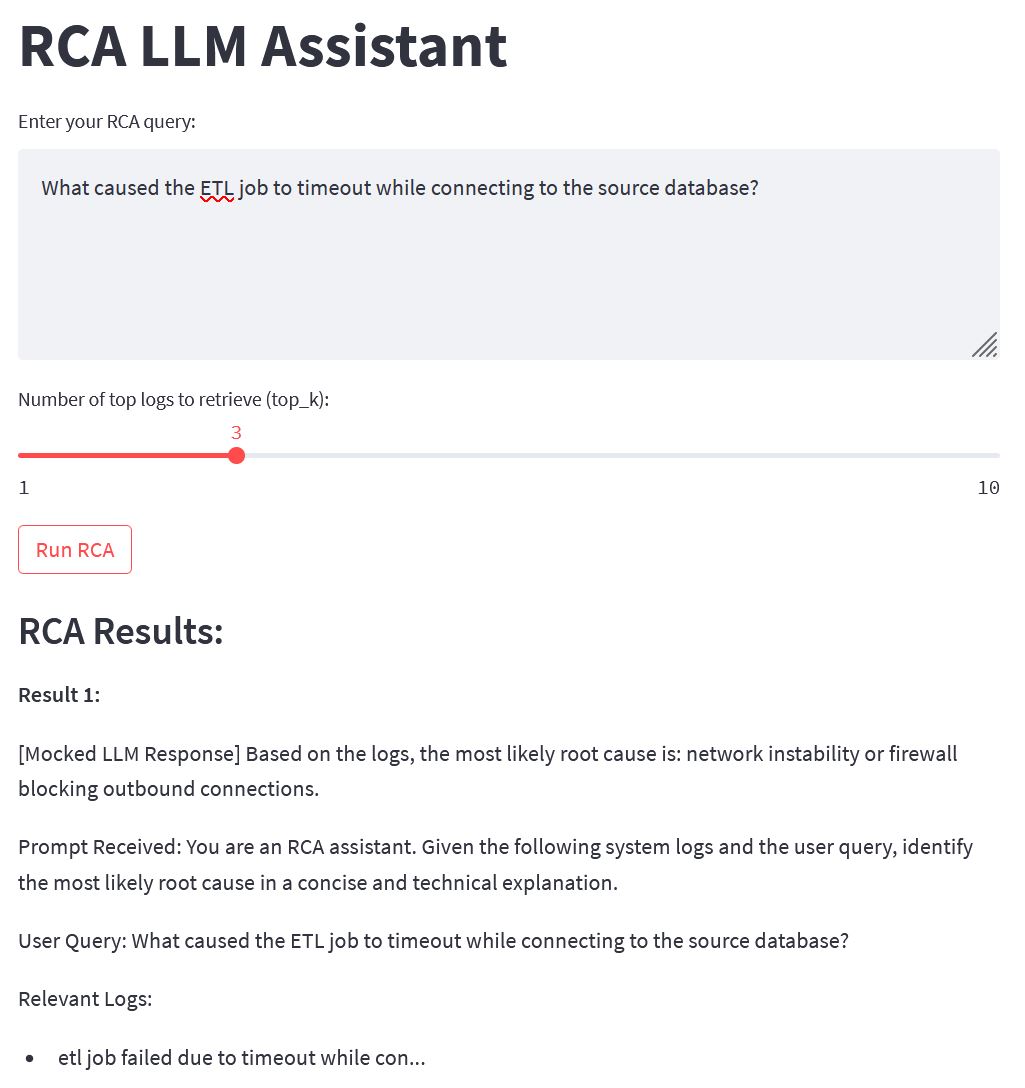 RCA LLM Assistant
Enter your RCA query:
What caused the ETL job to timeout while connecting to the source database?
Number of top logs to retrieve (top_k):
3
1
10
Run RCA
RCA Results:
Result 1:
[Mocked LLM Response] Based on the logs, the most likely root cause is: network instability or firewall
blocking outbound connections.
Prompt Received: You are an RCA assistant. Given the following system logs and the user query, identify
the most likely root cause in a concise and technical explanation.
User Query: What caused the ETL job to timeout while connecting to the source database?
Relevant Logs:
• etl job failed due to timeout while con...